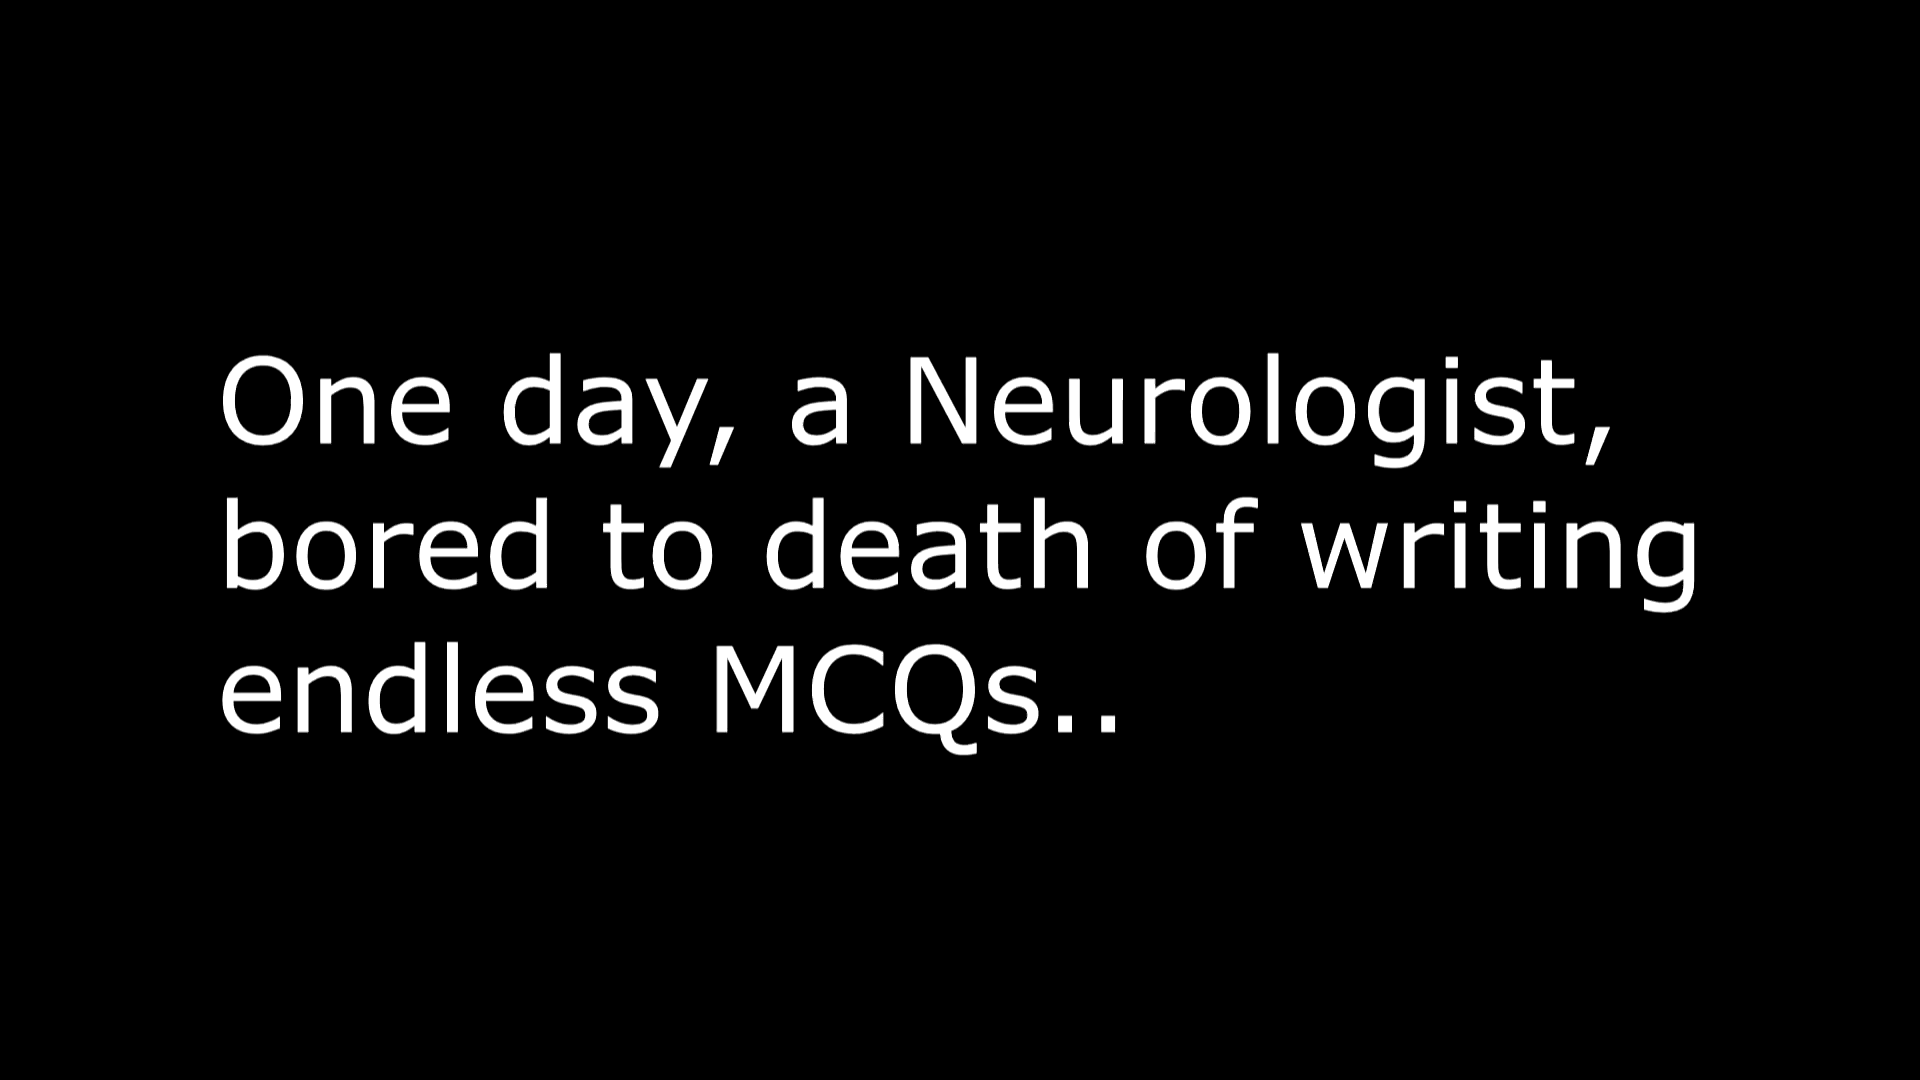 One day, a Neurologist,
bored to death of writing
endless MCQs..